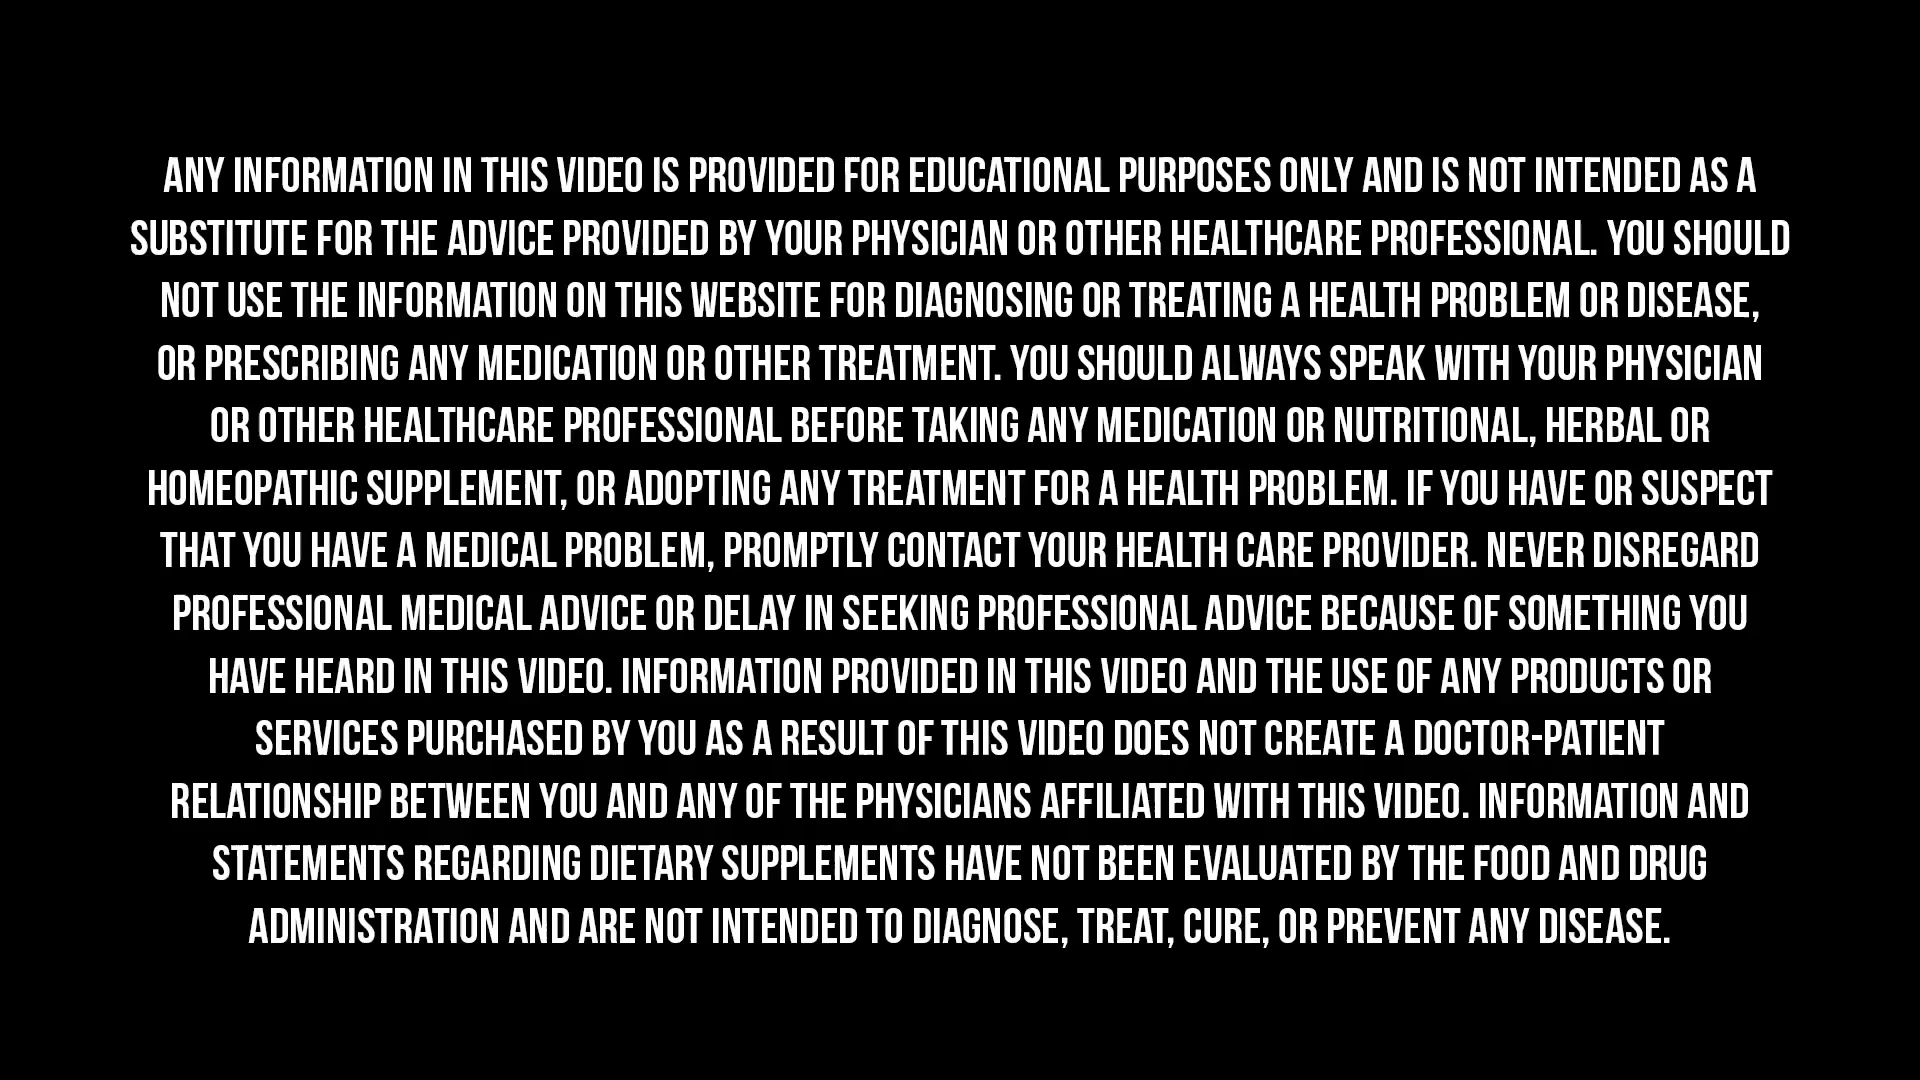 ANY INFORMATION IN THIS VIDEO IS PROVIDED FOR EDUCATIONAL PURPOSES ONLY AND IS NOT INTENDED AS A
SUBSTITUTE FOR THE ADVICE PROVIDED BY YOUR PHYSICIAN OR OTHER HEALTHCARE PROFESSIONAL. YOU SHOULD
NOT USE THE INFORMATION ON THIS WEBSITE FOR DIAGNOSING OR TREATING A HEALTH PROBLEM OR DISEASE,
OR PRESCRIBING ANY MEDICATION OR OTHER TREATMENT. YOU SHOULD ALWAYS SPEAK WITH YOUR PHYSICIAN
OR OTHER HEALTHCARE PROFESSIONAL BEFORE TAKING ANY MEDICATION OR NUTRITIONAL, HERBAL OR
HOMEOPATHIC SUPPLEMENT, OR ADOPTING ANY TREATMENT FOR A HEALTH PROBLEM. IF YOU HAVE OR SUSPECT
THAT YOU HAVE A MEDICAL PROBLEM, PROMPTLY CONTACT YOUR HEALTH CARE PROVIDER. NEVER DISREGARD
PROFESSIONAL MEDICAL ADVICE OR DELAY IN SEEKING PROFESSIONAL ADVICE BECAUSE OF SOMETHING YOU
HAVE HEARD IN THIS VIDEO. INFORMATION PROVIDED IN THIS VIDEO AND THE USE OF ANY PRODUCTS OR
SERVICES PURCHASED BY YOU AS A RESULT OF THIS VIDEO DOES NOT CREATE A DOCTOR-PATIENT
RELATIONSHIP BETWEEN YOU AND ANY OF THE PHYSICIANS AFFILIATED WITH THIS VIDEO. INFORMATION AND
STATEMENTS REGARDING DIETARY SUPPLEMENTS HAVE NOT BEEN EVALUATED BY THE FOOD AND DRUG
ADMINISTRATION AND ARE NOT INTENDED TO DIAGNOSE, TREAT, CURE, OR PREVENT ANY DISEASE.